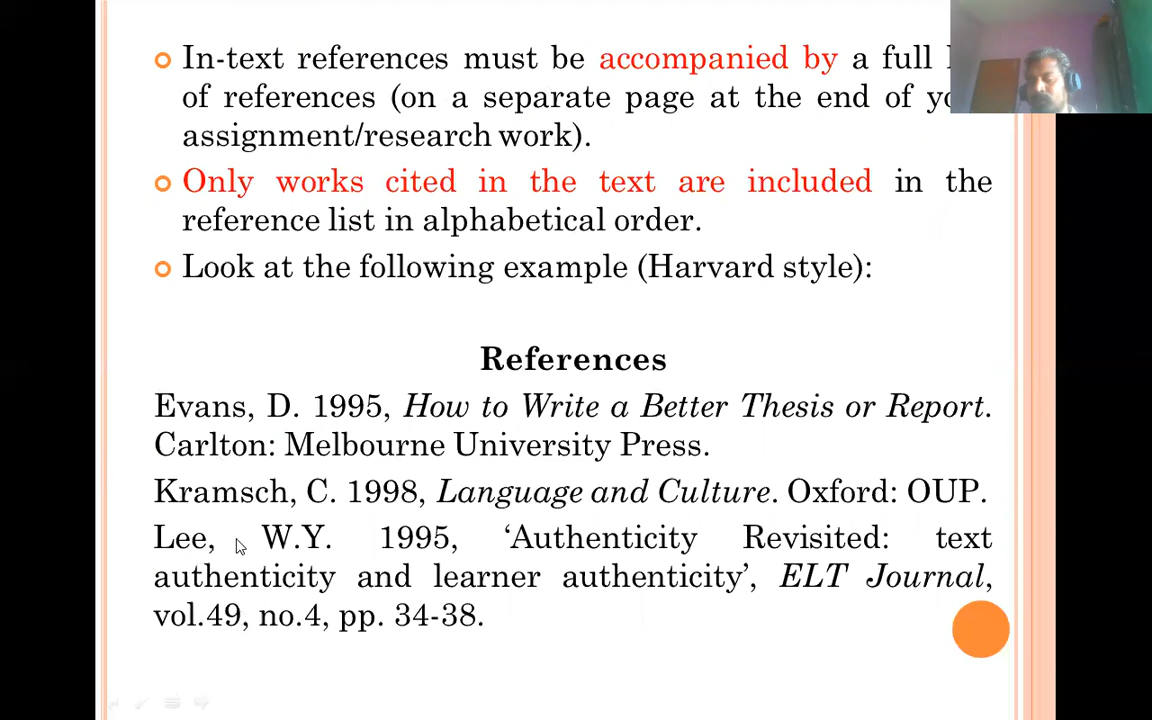 In-text references must be accompanied by a full
of references (on a separate page at the end of
assignment/research work).
Only works cited in the text are included in the
reference list in alphabetical order.
Look at the following example (Harvard style):
References
Evans, D. 1995, How to Write a Better Thesis or Report.
Carlton: Melbourne University Press.
Kramsch, C. 1998, Language and Culture. Oxford: OUP.
Lee, W.Y. 1995, ‘Authenticity Revisited: text
authenticity and learner authenticity’, ELT Journal,
vol.49, no.4, pp. 34-38.